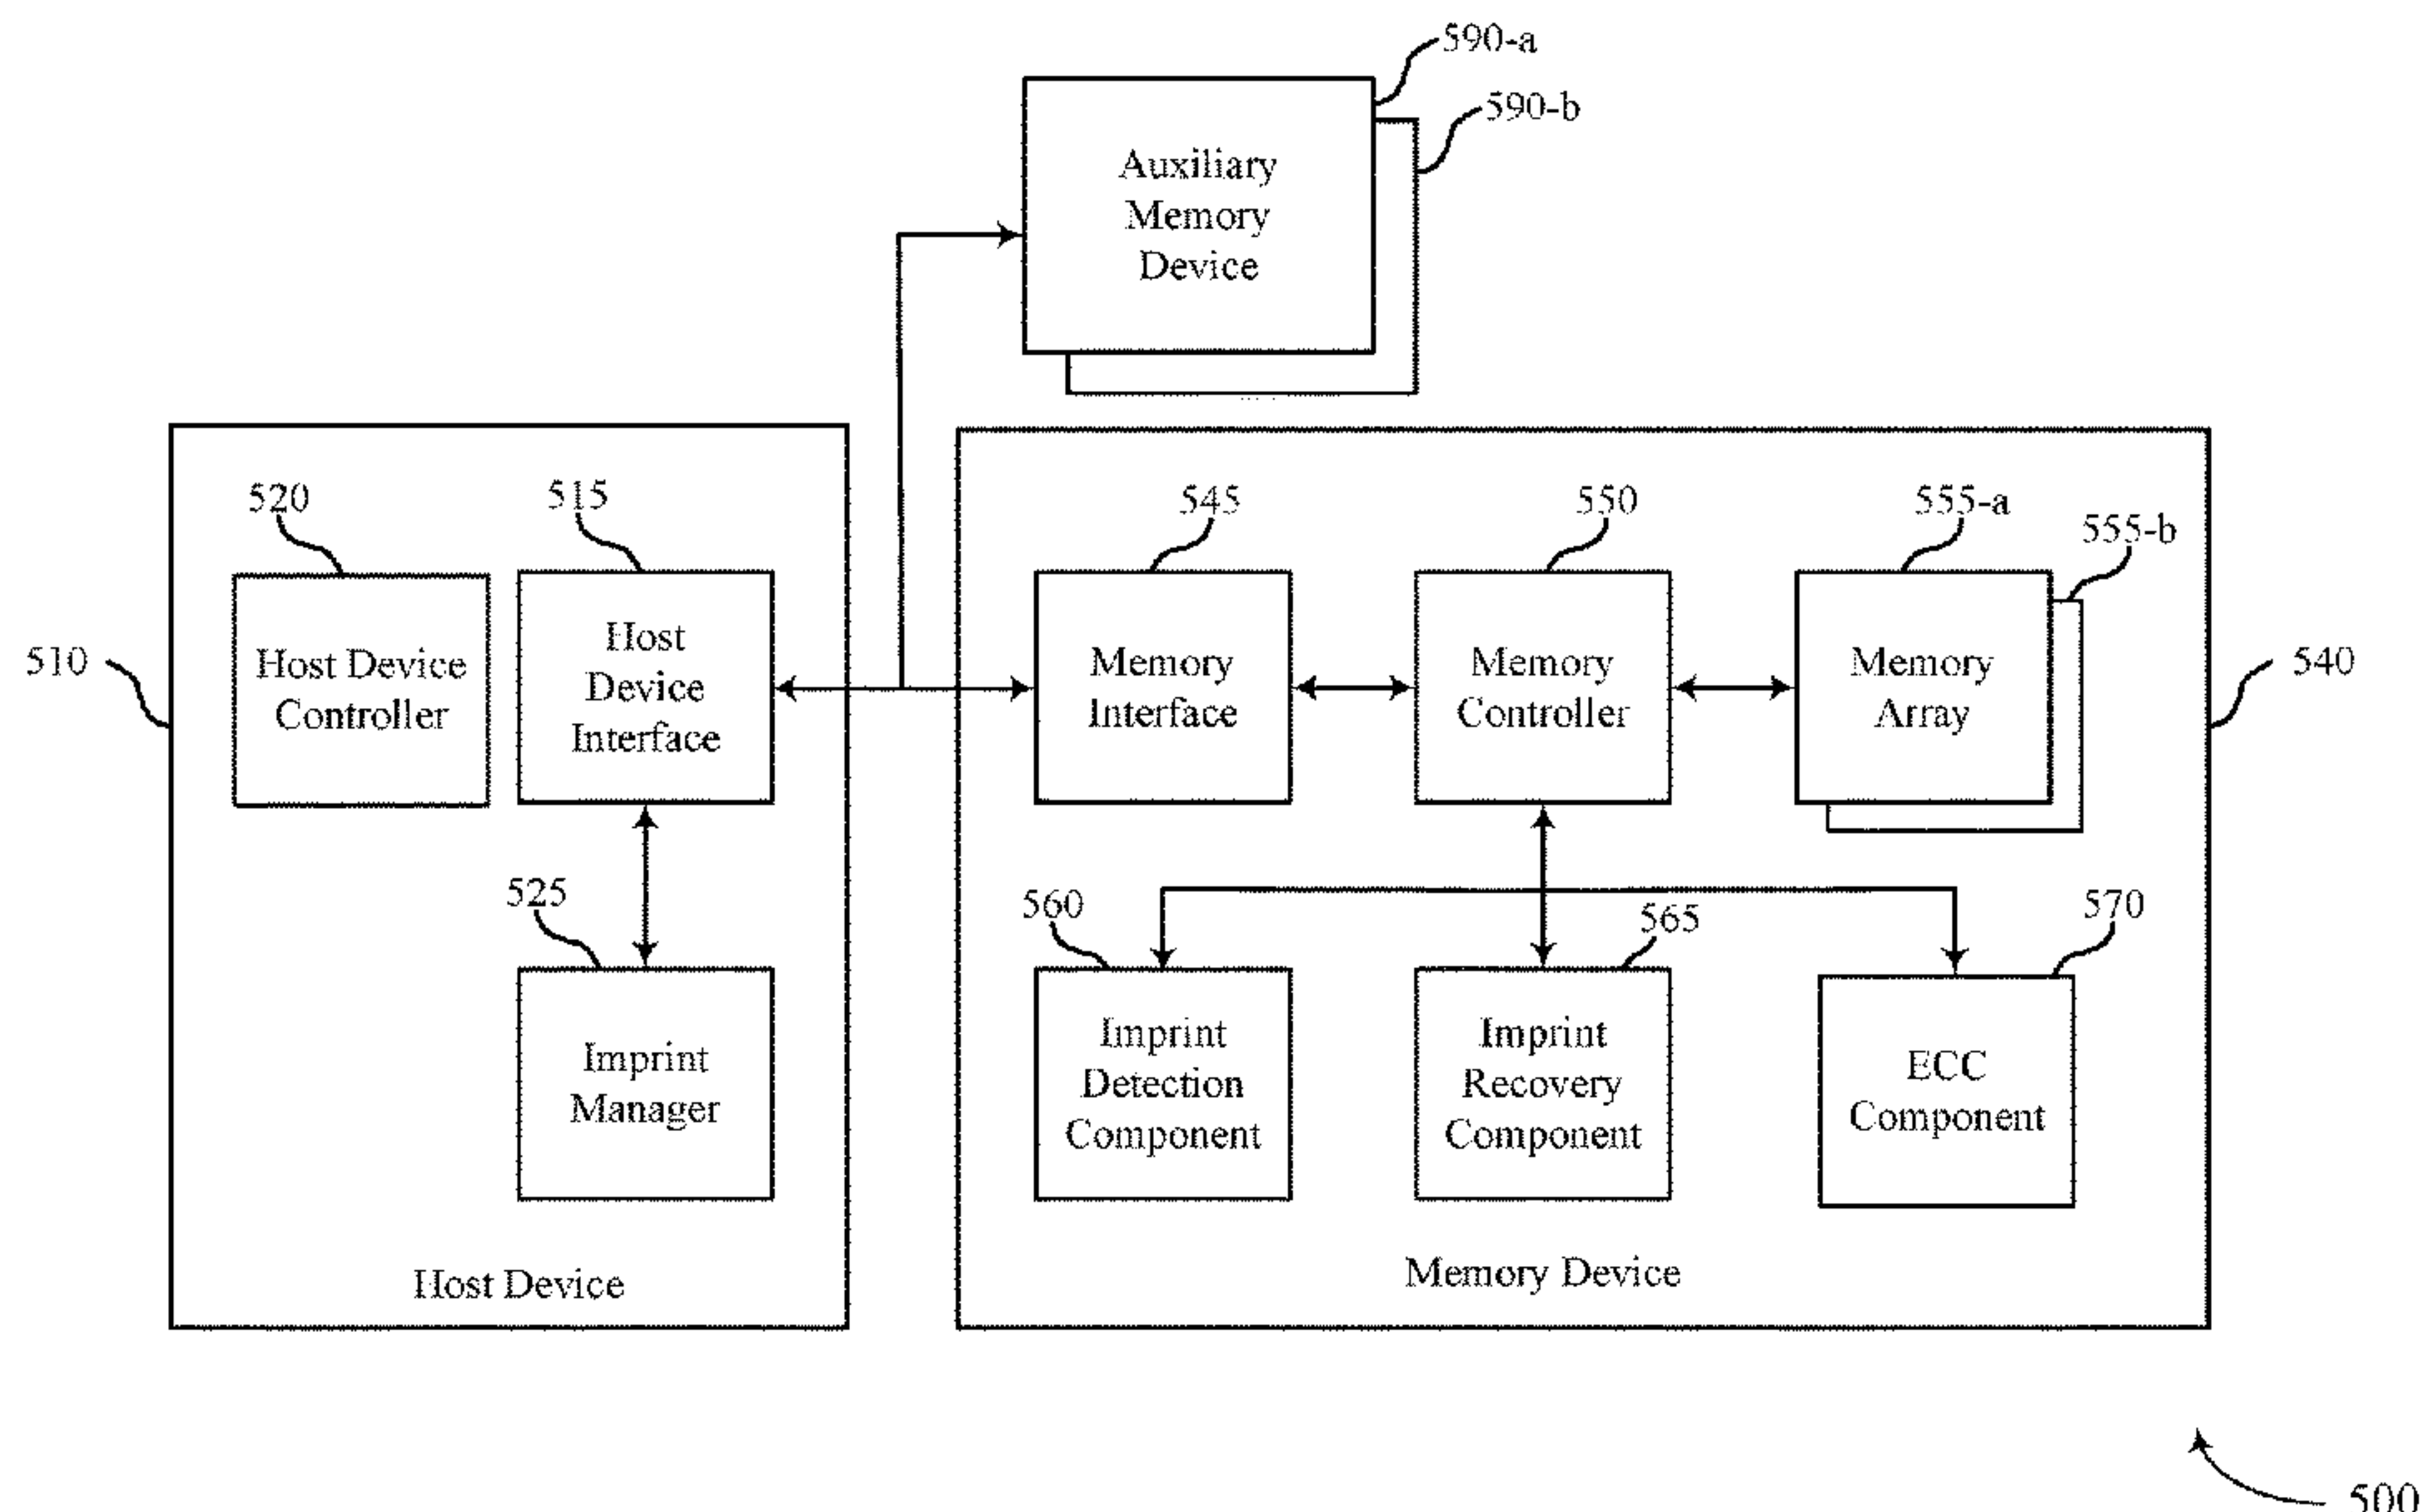 590-a
590-b
Auxiliary
Memory
Device
520
515
545
550
555-a
555-b
510
Host Device
Controller
Host
Device
Interface
Memory
Interface
Memory
Controller
Memory
Array
540
525
560
565
570
Imprint
Manager
Imprint
Detection
Component
Imprint
Recovery
Component
ECC
Component
Host Device
Memory Device
500